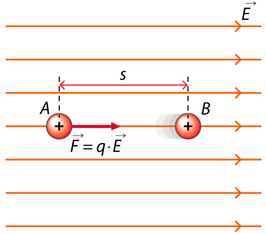 E⃗
s
A
B
+
+
F⃗ = q · E⃗